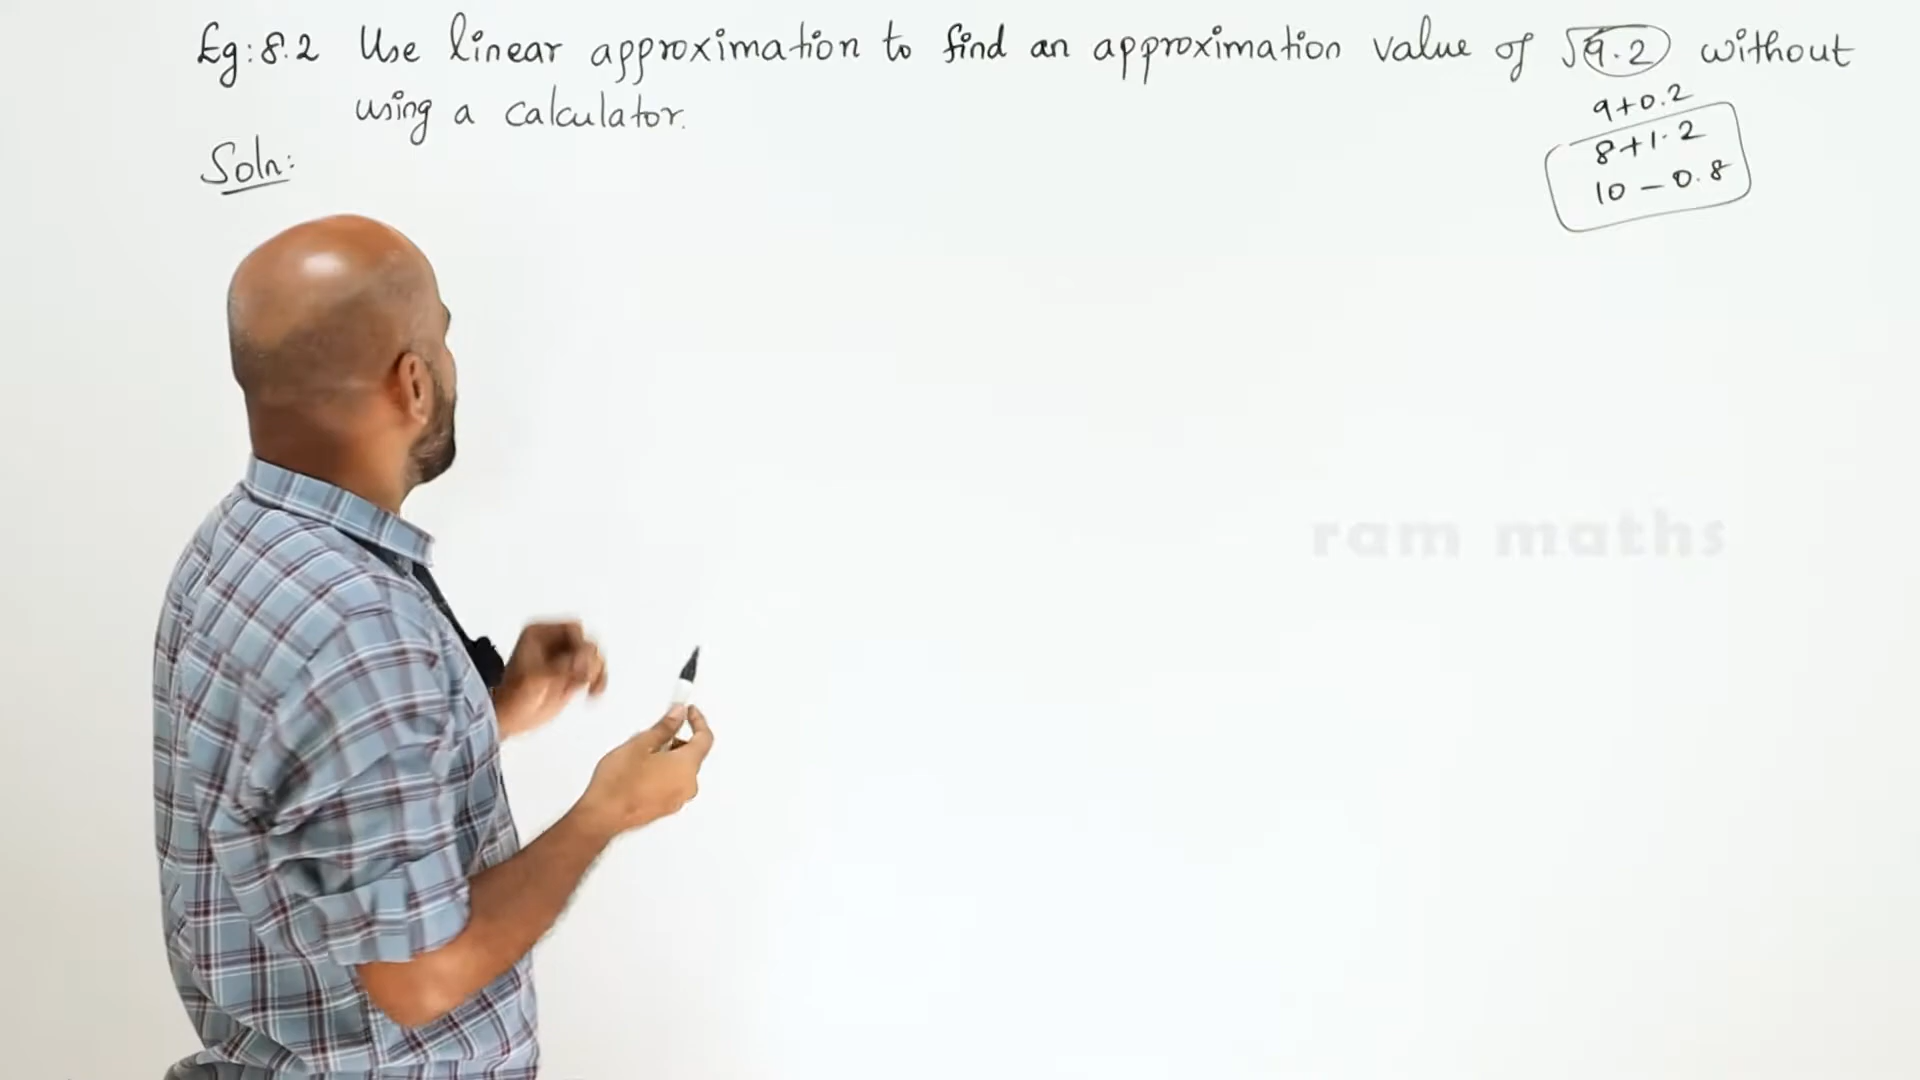 Eg: 8.2 Use linear approximation to find an approximation value of √9.2 without
using a calculator.
9+0.2
8+1.2
10-0.8
Soln:
ram maths